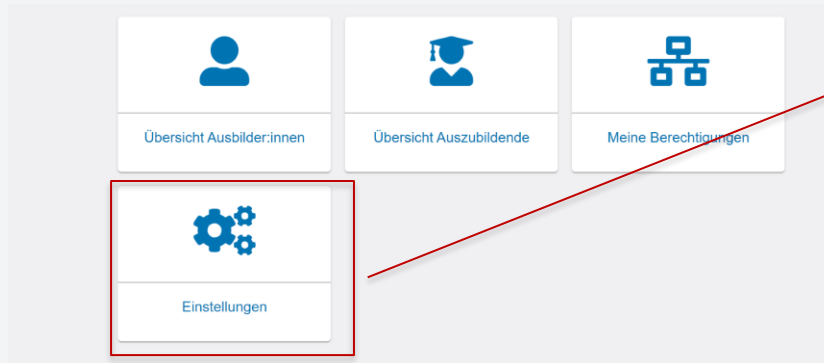 Übersicht Ausbilder:innen
Übersicht Auszubildende
Meine Berechtigungen
Einstellungen